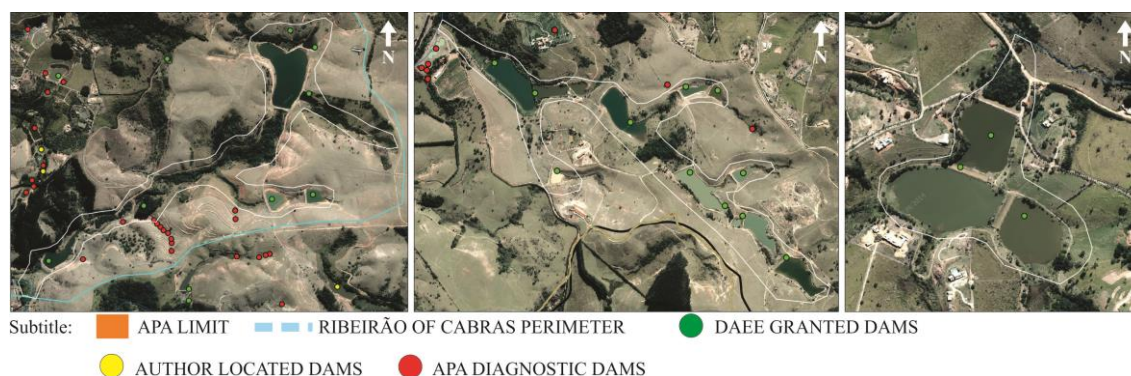 N
N
N
Subtitle: APA LIMIT RIBEIRÃO OF CABRAS PERIMETER DAEE GRANTED DAMS
AUTHOR LOCATED DAMS APA DIAGNOSTIC DAMS